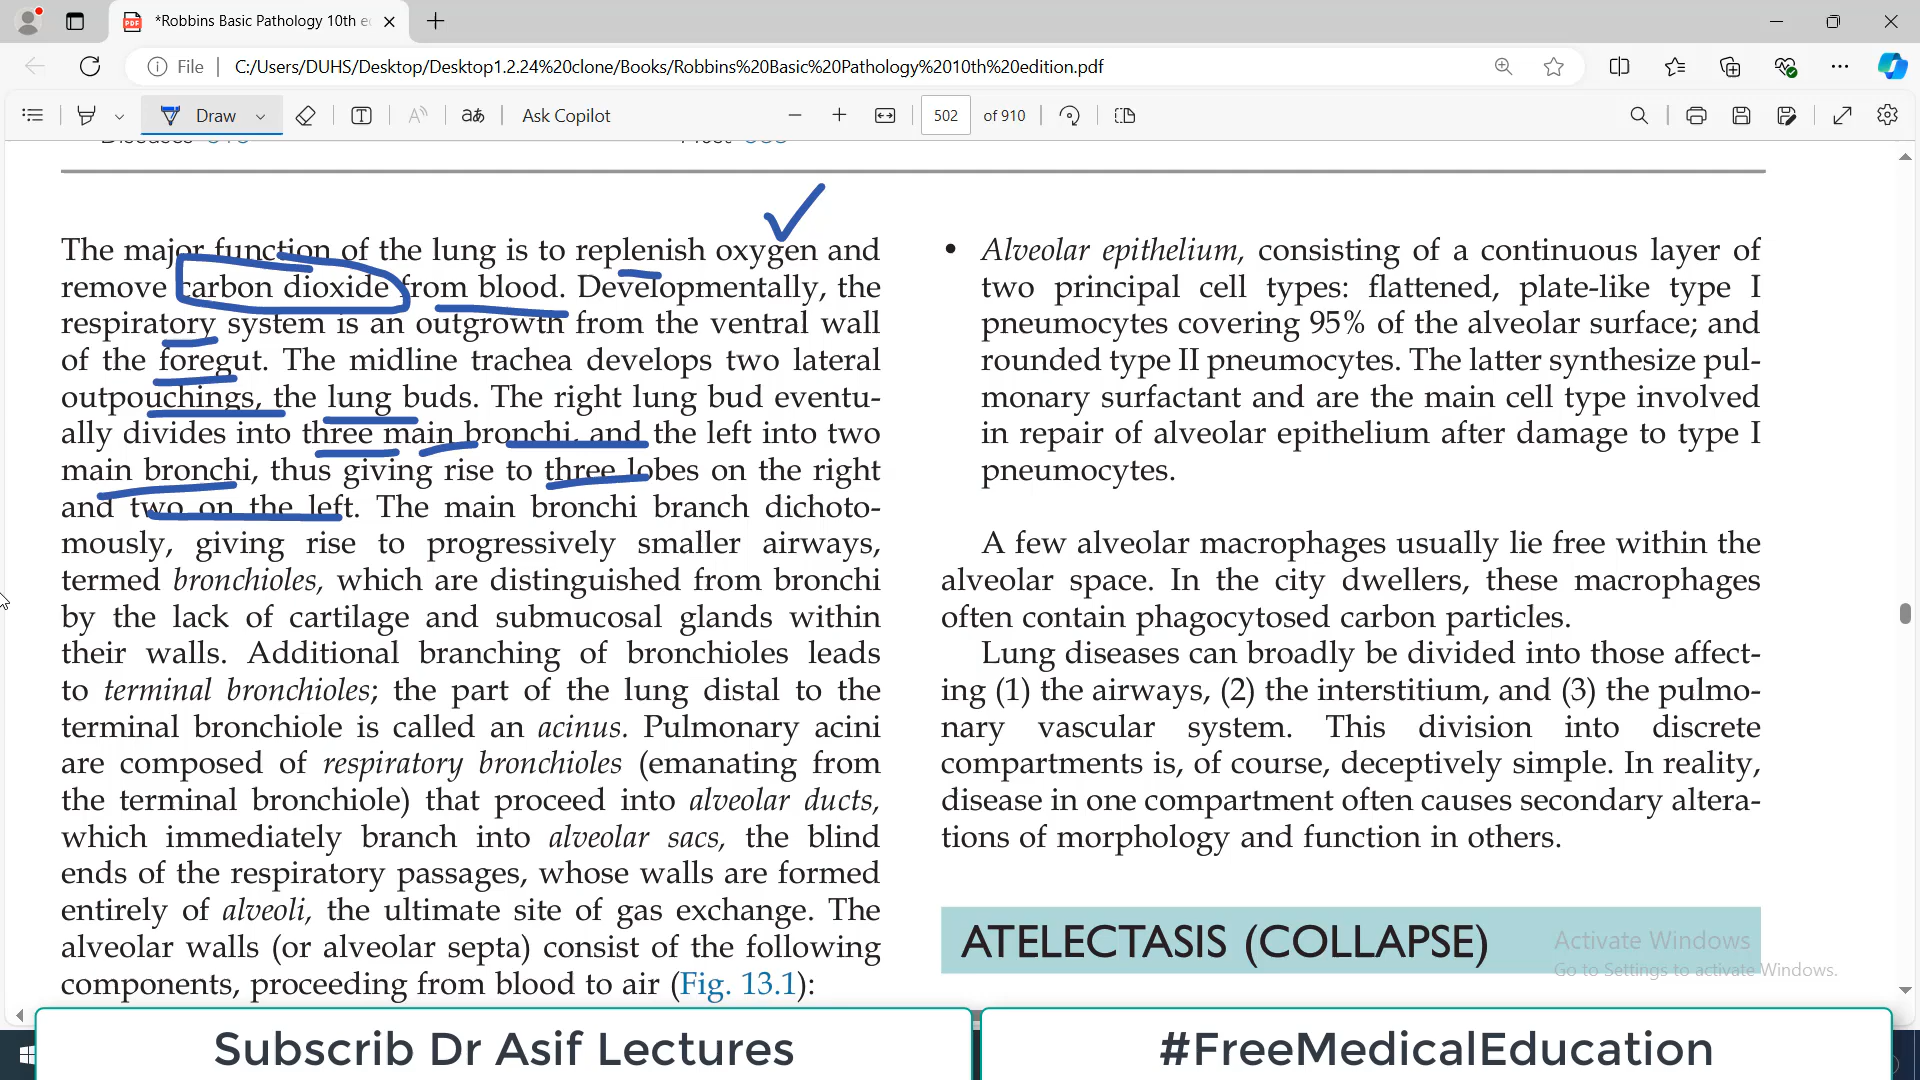 *Robbins Basic Pathology 10th e
File
C:/Users/DUHS/Desktop/Desktop1.2.24%20clone/Books/Robbins%20Basic%20Pathology%2010th%20edition.pdf
Draw
Ask Copilot
502 of 910
The major function of the lung is to replenish oxygen and
remove carbon dioxide from blood. Developmentally, the
respiratory system is an outgrowth from the ventral wall
of the foregut. The midline trachea develops two lateral
outpouchings, the lung buds. The right lung bud eventu-
ally divides into three main bronchi, and the left into two
main bronchi, thus giving rise to three lobes on the right
and two on the left. The main bronchi branch dichoto-
mously, giving rise to progressively smaller airways,
termed bronchioles, which are distinguished from bronchi
by the lack of cartilage and submucosal glands within
their walls. Additional branching of bronchioles leads
to terminal bronchioles; the part of the lung distal to the
terminal bronchiole is called an acinus. Pulmonary acini
are composed of respiratory bronchioles (emanating from
the terminal bronchiole) that proceed into alveolar ducts,
which immediately branch into alveolar sacs, the blind
ends of the respiratory passages, whose walls are formed
entirely of alveoli, the ultimate site of gas exchange. The
alveolar walls (or alveolar septa) consist of the following
components, proceeding from blood to air (Fig. 13.1):
• Alveolar epithelium, consisting of a continuous layer of
two principal cell types: flattened, plate-like type I
pneumocytes covering 95% of the alveolar surface; and
rounded type II pneumocytes. The latter synthesize pul-
monary surfactant and are the main cell type involved
in repair of alveolar epithelium after damage to type I
pneumocytes.
A few alveolar macrophages usually lie free within the
alveolar space. In the city dwellers, these macrophages
often contain phagocytosed carbon particles.
Lung diseases can broadly be divided into those affect-
ing (1) the airways, (2) the interstitium, and (3) the pulmo-
nary vascular system. This division into discrete
compartments is, of course, deceptively simple. In reality,
disease in one compartment often causes secondary altera-
tions of morphology and function in others.
ATELECTASIS (COLLAPSE)
Activate Windows
Go to Settings to activate Windows.
Subscrib Dr Asif Lectures
#FreeMedicalEducation